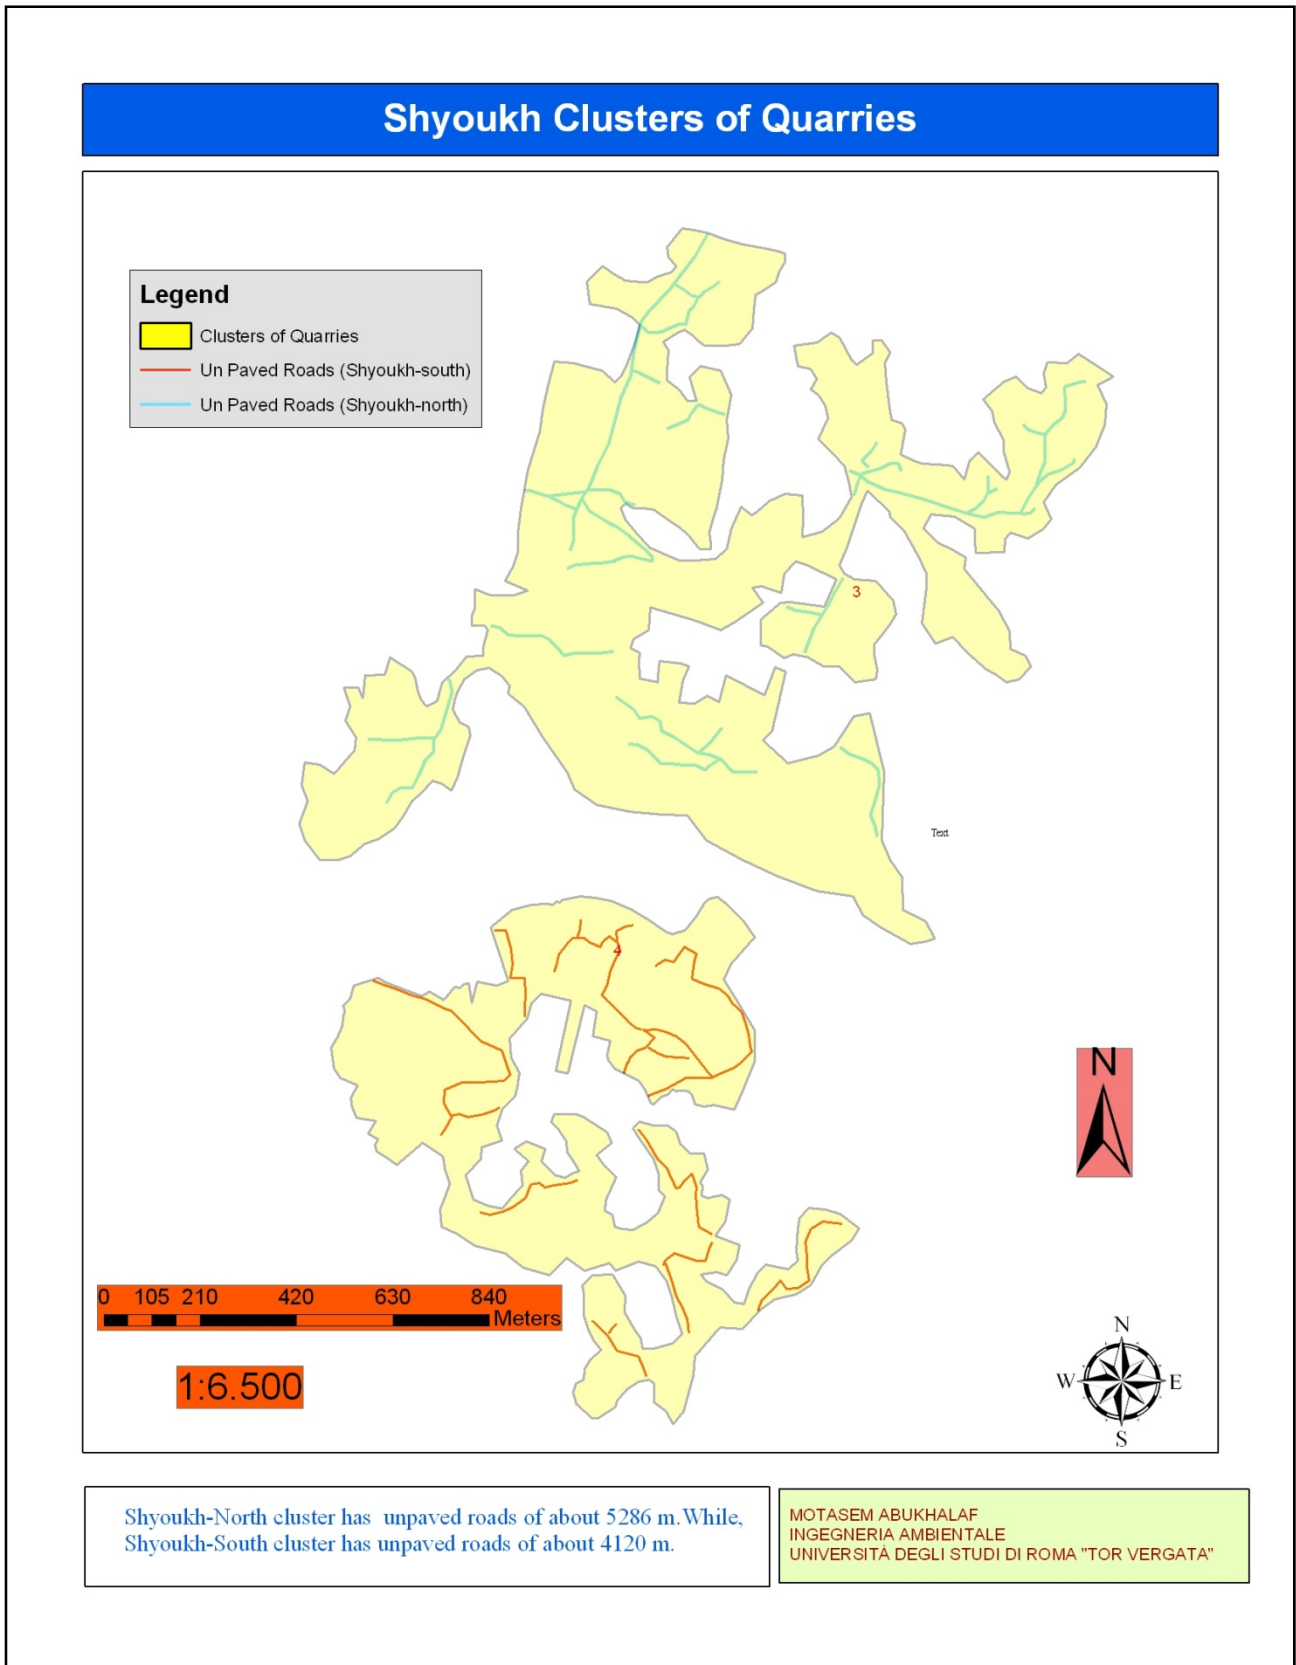 Shyoukh Clusters of Quarries
Legend
Clusters of Quarries
Un Paved Roads (Shyoukh-south)
Un Paved Roads (Shyoukh-north)
3
Text
4
N
0 105 210 420 630 840
Meters
1:6.500
N
W E
S
Shyoukh-North cluster has unpaved roads of about 5286 m.While,
Shyoukh-South cluster has unpaved roads of about 4120 m.
MOTASEM ABUKHALAF
INGEGNERIA AMBIENTALE
UNIVERSITÀ DEGLI STUDI DI ROMA "TOR VERGATA"